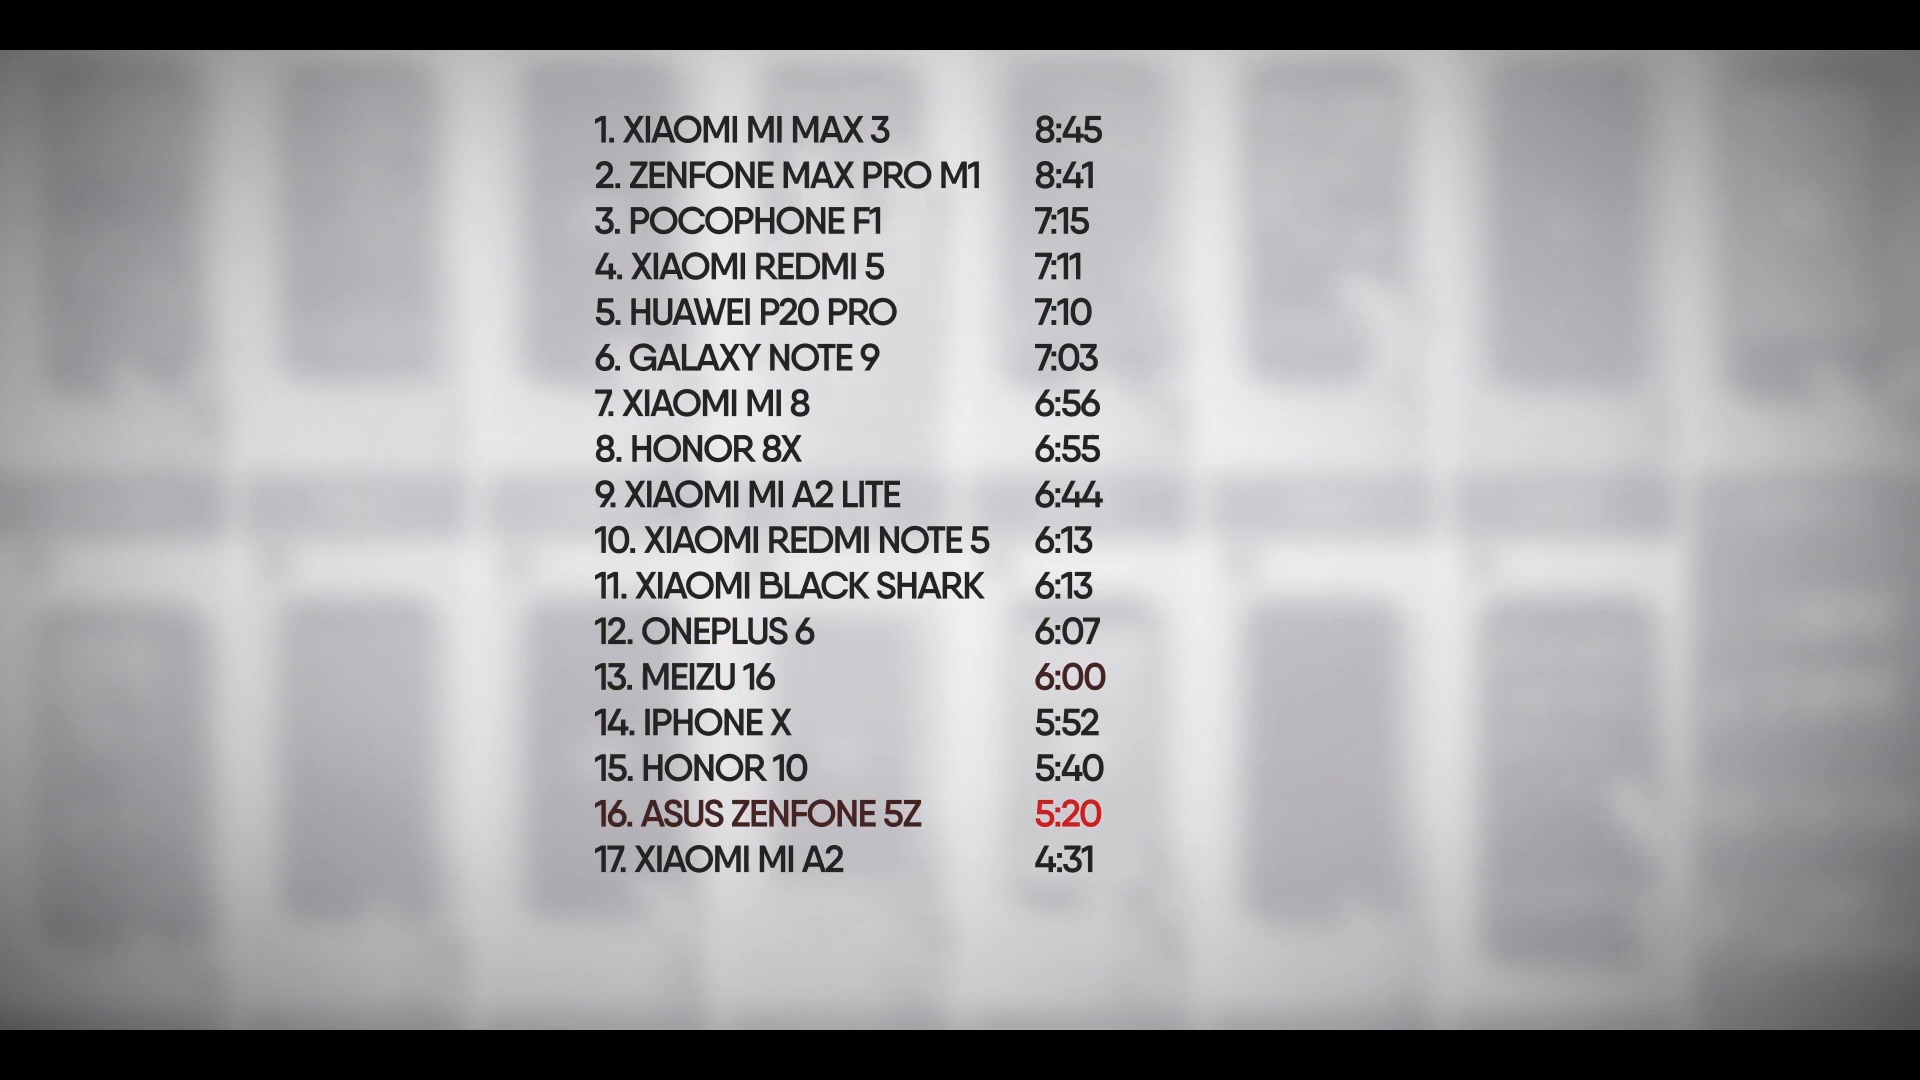 1. XIAOMI MI MAX 3 8:45
2. ZENFONE MAX PRO M1 8:41
3. POCOPHONE F1 7:15
4. XIAOMI REDMI 5 7:11
5. HUAWEI P20 PRO 7:10
6. GALAXY NOTE 9 7:03
7. XIAOMI MI 8 6:56
8. HONOR 8X 6:55
9. XIAOMI MI A2 LITE 6:44
10. XIAOMI REDMI NOTE 5 6:13
11. XIAOMI BLACK SHARK 6:13
12. ONEPLUS 6 6:07
13. MEIZU 16 6:00
14. IPHONE X 5:52
15. HONOR 10 5:40
16. ASUS ZENFONE 5Z 5:20
17. XIAOMI MI A2 4:31